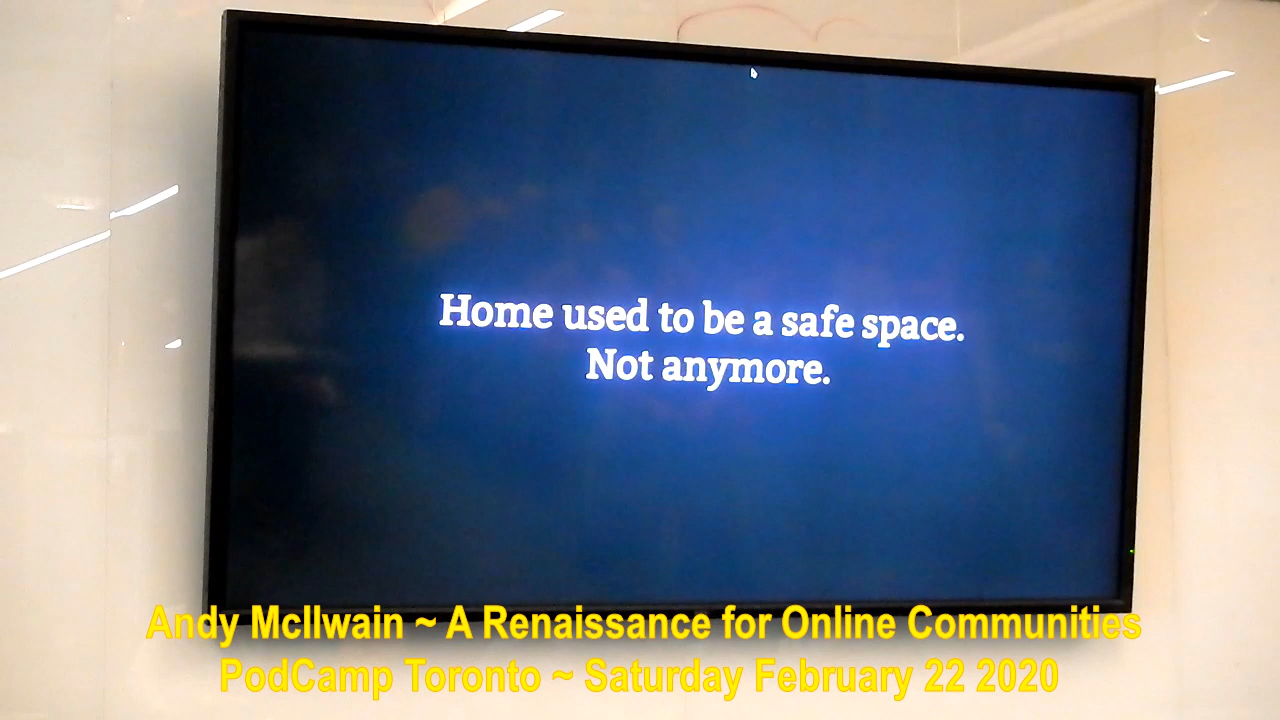 Home used to be a safe space.
Not anymore.
Andy McIlwain ~ A Renaissance for Online Communities
PodCamp Toronto ~ Saturday February 22 2020